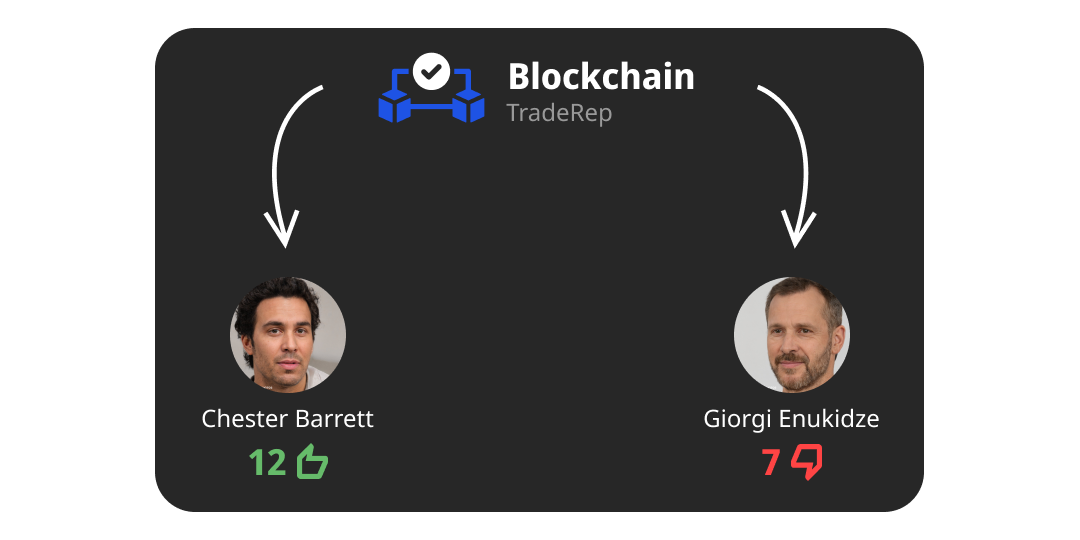 Blockchain
TradeRep
Chester Barrett
Giorgi Enukidze
12
7